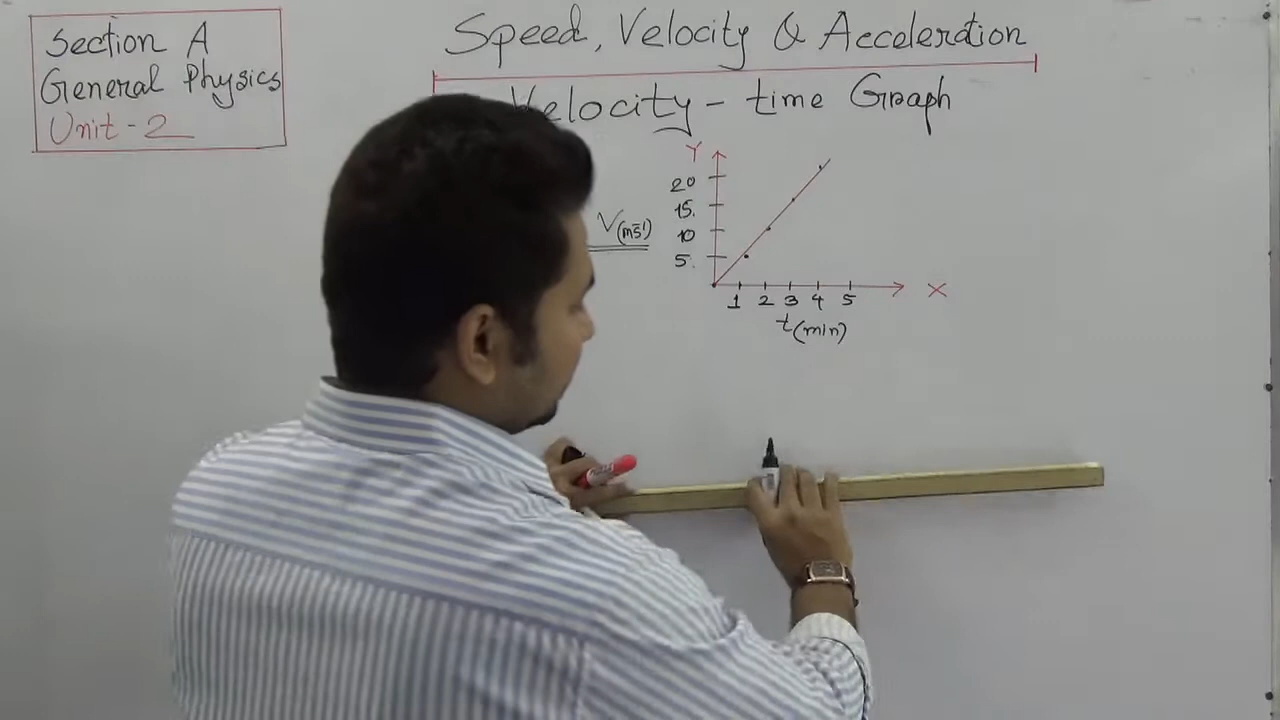 Section A
General Physics
Unit - 2
Speed, Velocity & Acceleration
Velocity - time Graph
Y
20
15.
10
5.
V(ms⁻¹)
1 2 3 4 5
X
t(min)